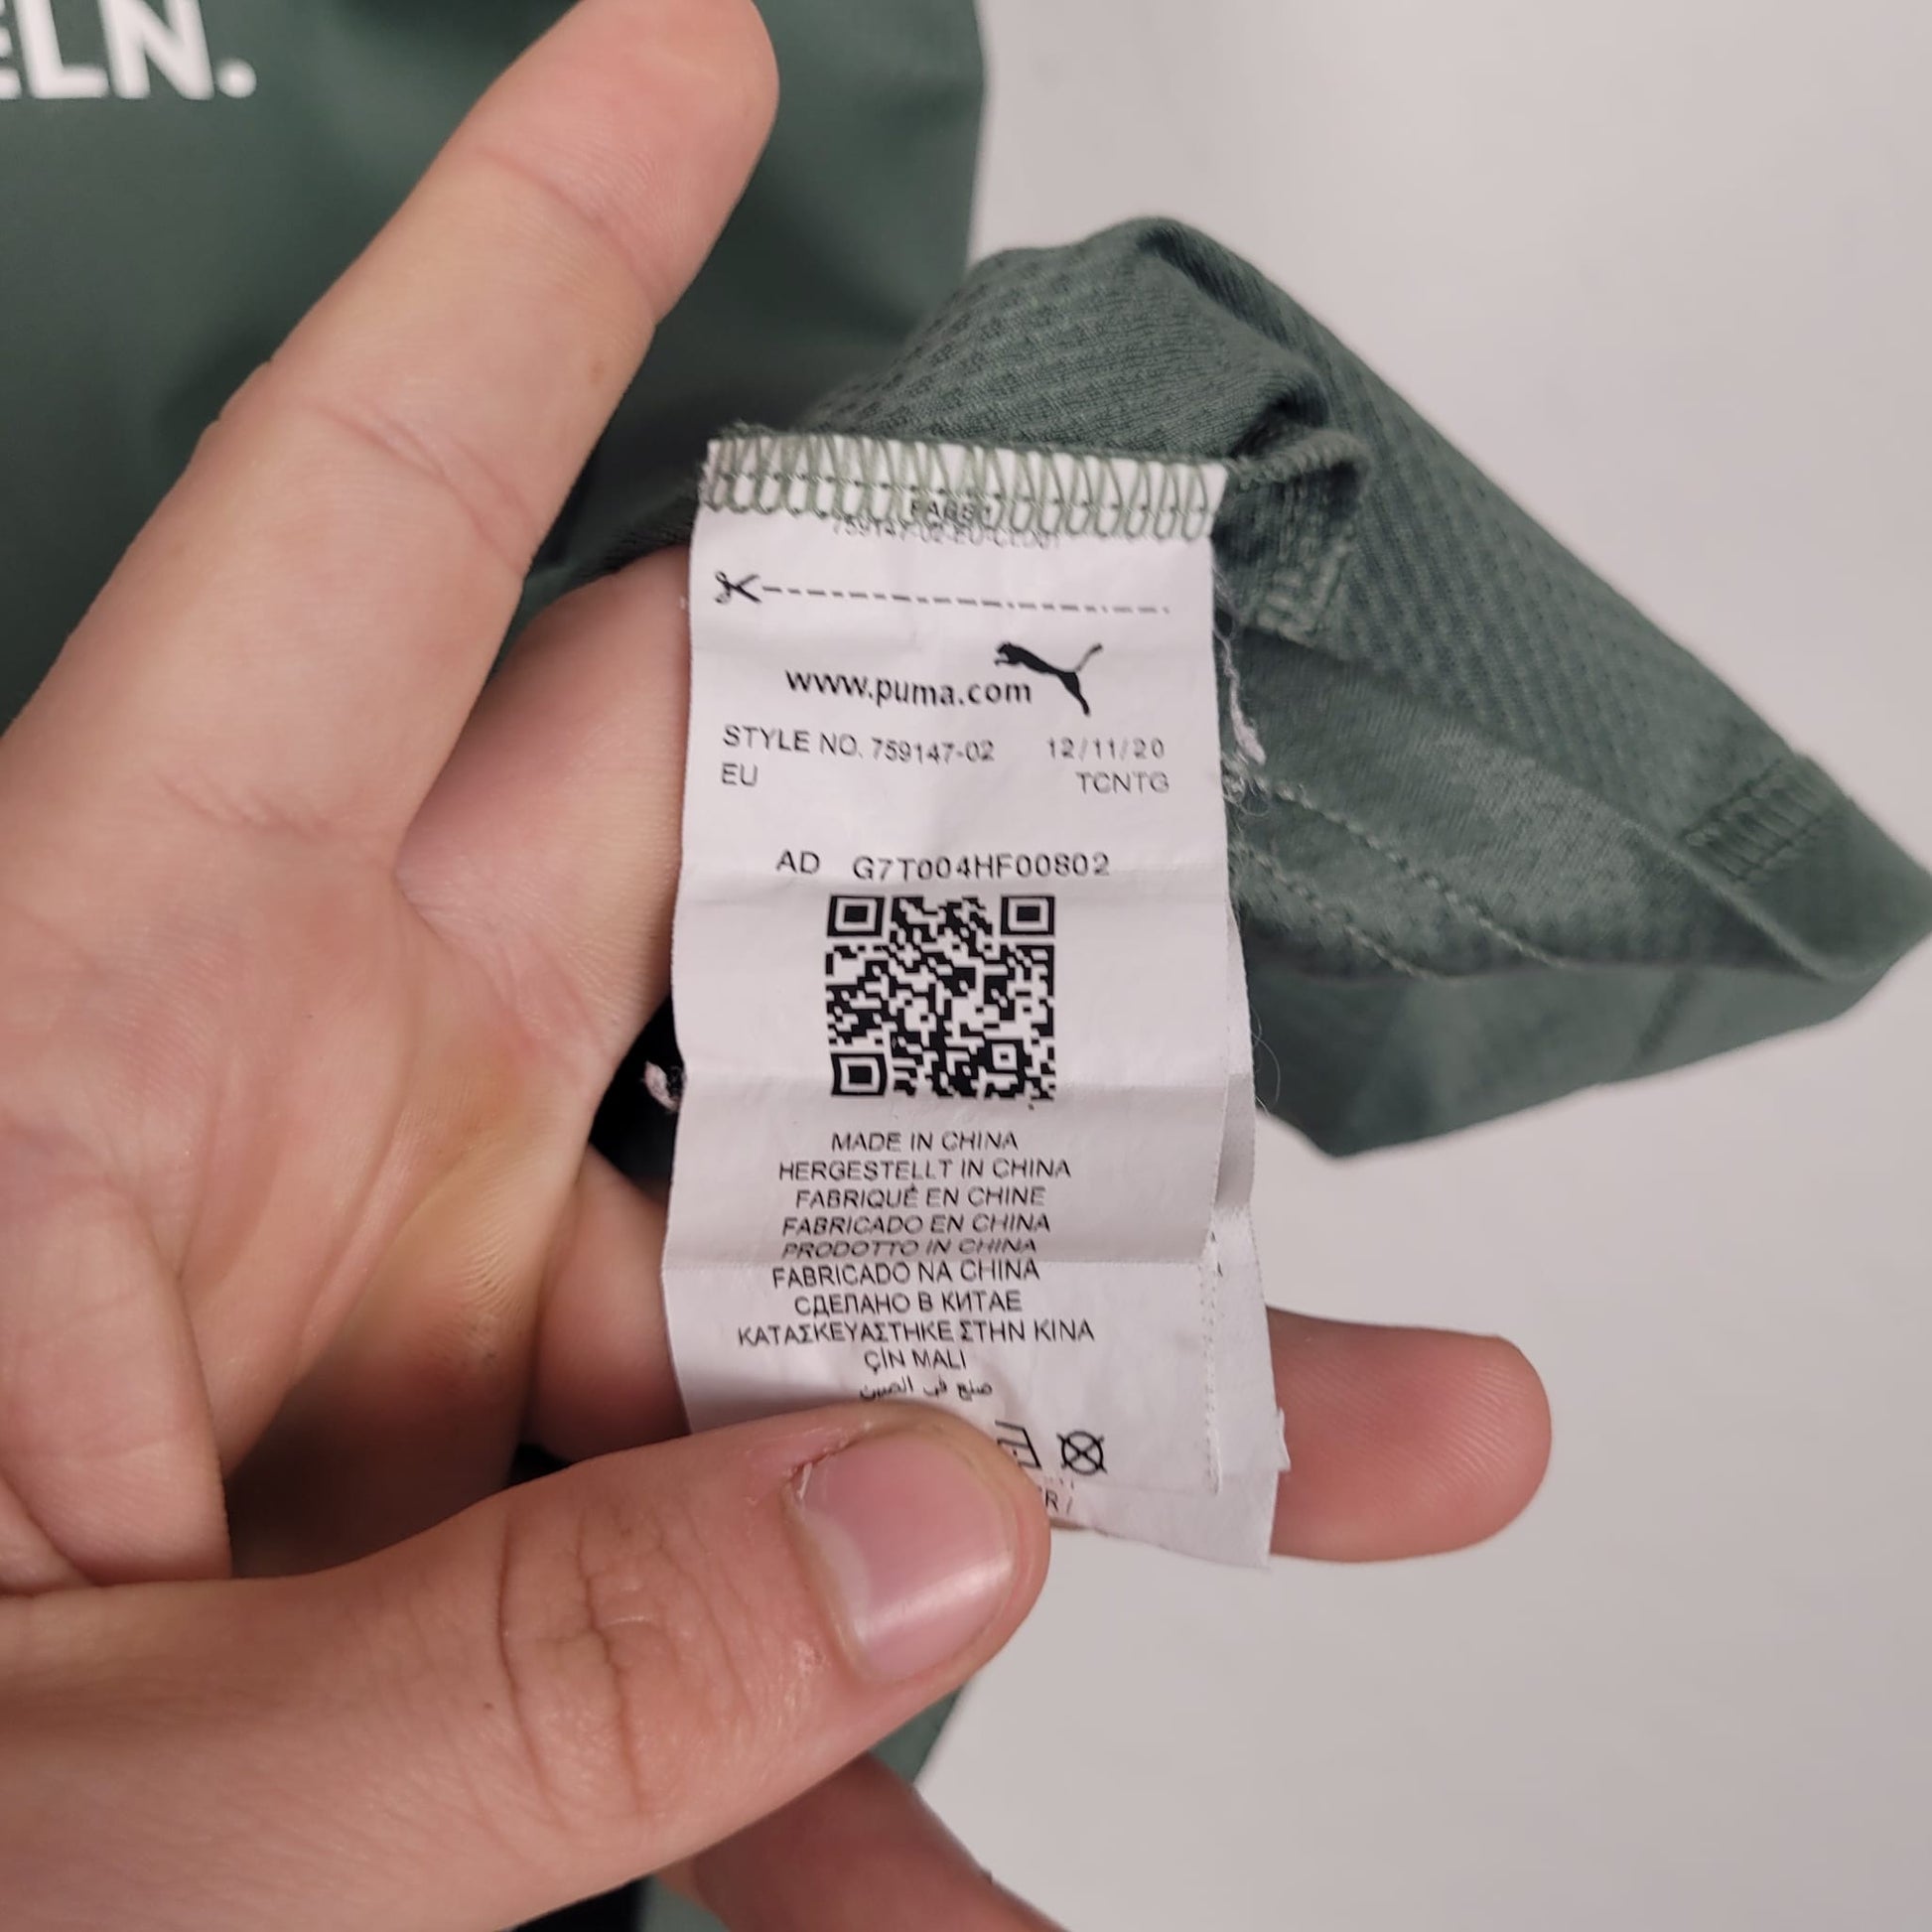 ELN.
www.puma.com
STYLE NO. 759147-02 12/11/20
EU TCNTG
AD G7T004HF00802
MADE IN CHINA
HERGESTELLT IN CHINA
FABRIQUÉ EN CHINE
FABRICADO EN CHINA
PRODOTTO IN CHINA
FABRICADO NA CHINA
СДЕЛАНО В КИТАЕ
ΚΑΤΑΣΚΕΥΑΣΤΗΚΕ ΣΤΗΝ ΚΙΝΑ
ÇİN MALI
صنع في الصين